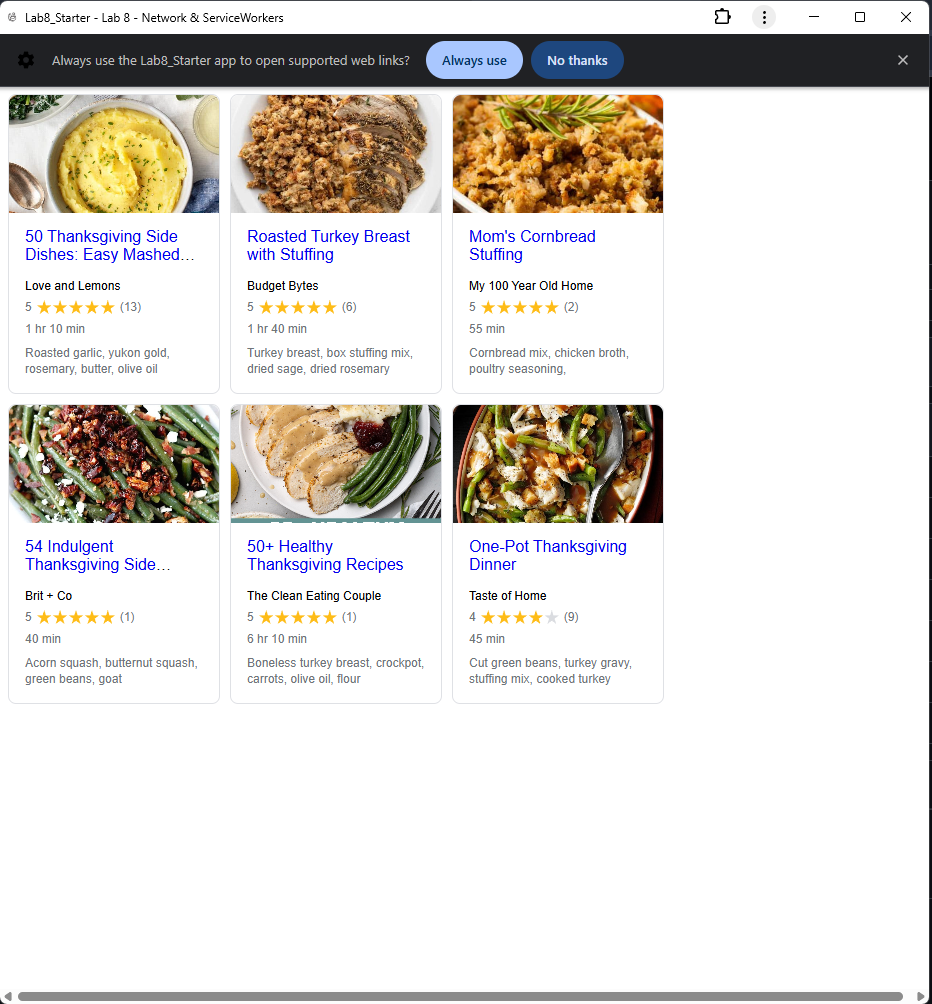 Lab8_Starter - Lab 8 - Network & ServiceWorkers
Always use the Lab8_Starter app to open supported web links?
Always use
No thanks
50 Thanksgiving Side
Dishes: Easy Mashed…
Love and Lemons
5
(13)
1 hr 10 min
Roasted garlic, yukon gold,
rosemary, butter, olive oil
Roasted Turkey Breast
with Stuffing
Budget Bytes
5
(6)
1 hr 40 min
Turkey breast, box stuffing mix,
dried sage, dried rosemary
Mom's Cornbread
Stuffing
My 100 Year Old Home
5
(2)
55 min
Cornbread mix, chicken broth,
poultry seasoning,
54 Indulgent
Thanksgiving Side…
Brit + Co
5
(1)
40 min
Acorn squash, butternut squash,
green beans, goat
50+ Healthy
Thanksgiving Recipes
The Clean Eating Couple
5
(1)
6 hr 10 min
Boneless turkey breast, crockpot,
carrots, olive oil, flour
One-Pot Thanksgiving
Dinner
Taste of Home
4
(9)
45 min
Cut green beans, turkey gravy,
stuffing mix, cooked turkey